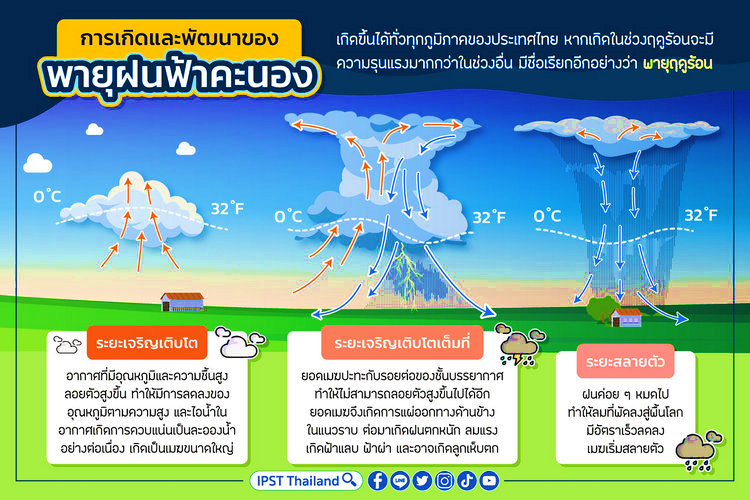 การเกิดและพัฒนาของ
พายุฝนฟ้าคะนอง
เกิดขึ้นได้ทั่วทุกภูมิภาคของประเทศไทย หากเกิดในช่วงฤดูร้อนจะมี
ความรุนแรงมากกว่าในช่วงอื่น มีชื่อเรียกอีกอย่างว่า พายุฤดูร้อน
0°C
32°F
0°C
32°F
0°C
32°F
ระยะเจริญเติบโต
อากาศที่มีอุณหภูมิและความชื้นสูง
ลอยตัวสูงขึ้น ทำให้มีการลดลงของ
อุณหภูมิตามความสูง และไอน้ำใน
อากาศเกิดการควบแน่นเป็นละอองน้ำ
อย่างต่อเนื่อง เกิดเป็นเมฆขนาดใหญ่
ระยะเจริญเติบโตเต็มที่
ยอดเมฆปะทะกับรอยต่อของชั้นบรรยากาศ
ทำให้ไม่สามารถลอยตัวสูงขึ้นไปได้อีก
ยอดเมฆจึงเกิดการแผ่ออกทางด้านข้าง
ในแนวราบ ต่อมาเกิดฝนตกหนัก ลมแรง
เกิดฟ้าแลบ ฟ้าผ่า และอาจเกิดลูกเห็บตก
ระยะสลายตัว
ฝนค่อย ๆ หมดไป
ทำให้ลมที่พัดลงสู่พื้นโลก
มีอัตราเร็วลดลง
เมฆเริ่มสลายตัว
IPST Thailand
LINE